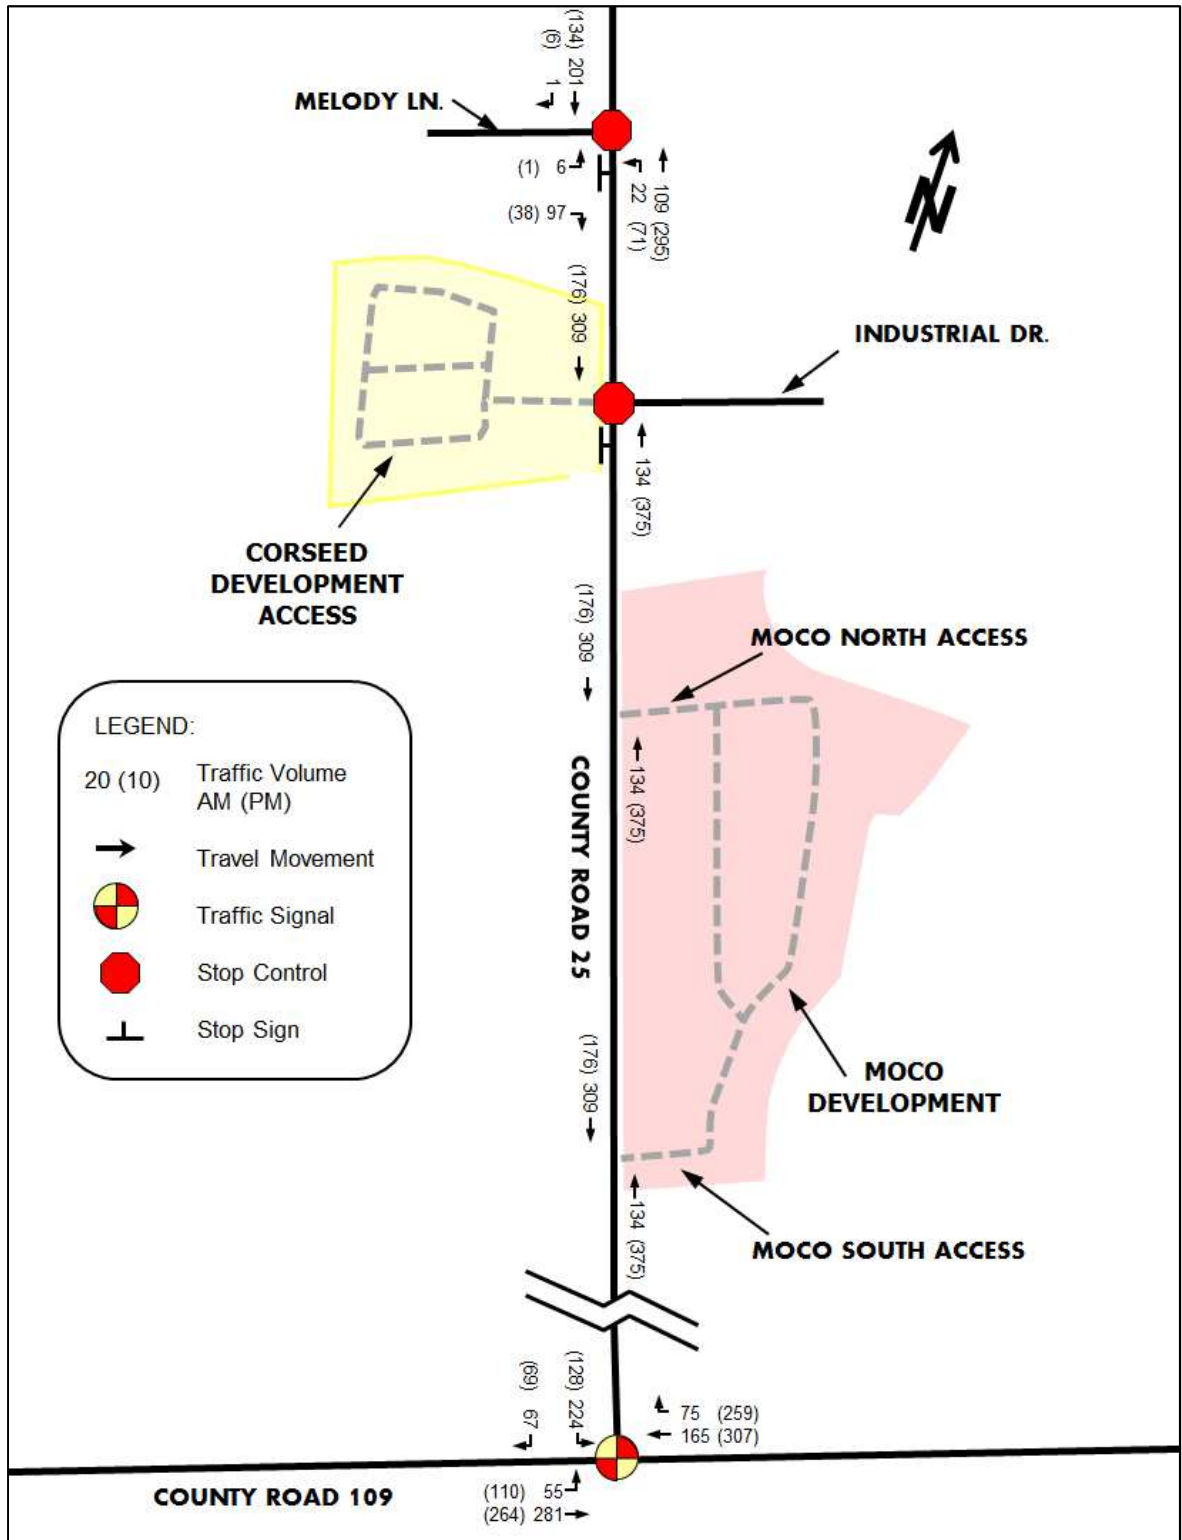 (134) 201
(6) 1
MELODY LN.
(1) 6
(38) 97
22 (71)
109 (295)
N
(176) 309
INDUSTRIAL DR.
134 (375)
CORSEED
DEVELOPMENT
ACCESS
(176) 309
MOCO NORTH ACCESS
134 (375)
COUNTY ROAD 25
LEGEND:
20 (10) Traffic Volume
AM (PM)
Travel Movement
Traffic Signal
Stop Control
Stop Sign
(176) 309
MOCO
DEVELOPMENT
134 (375)
MOCO SOUTH ACCESS
(69) 67
(128) 224
75 (259)
165 (307)
COUNTY ROAD 109
(110) 55
(264) 281